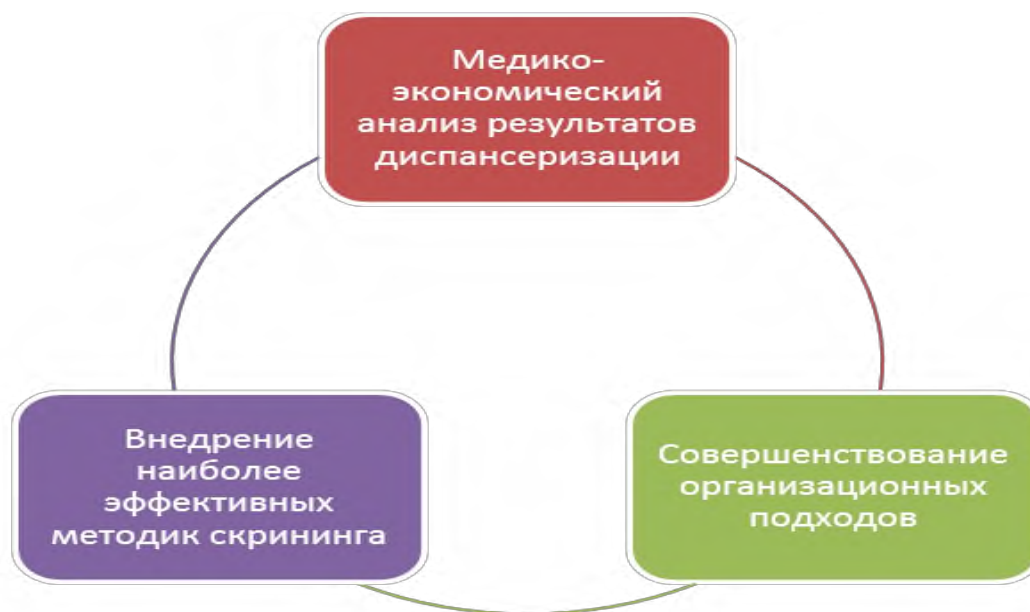 Медико-
экономический
анализ результатов
диспансеризации
Внедрение
наиболее
эффективных
методик скрининга
Совершенствование
организационных
подходов